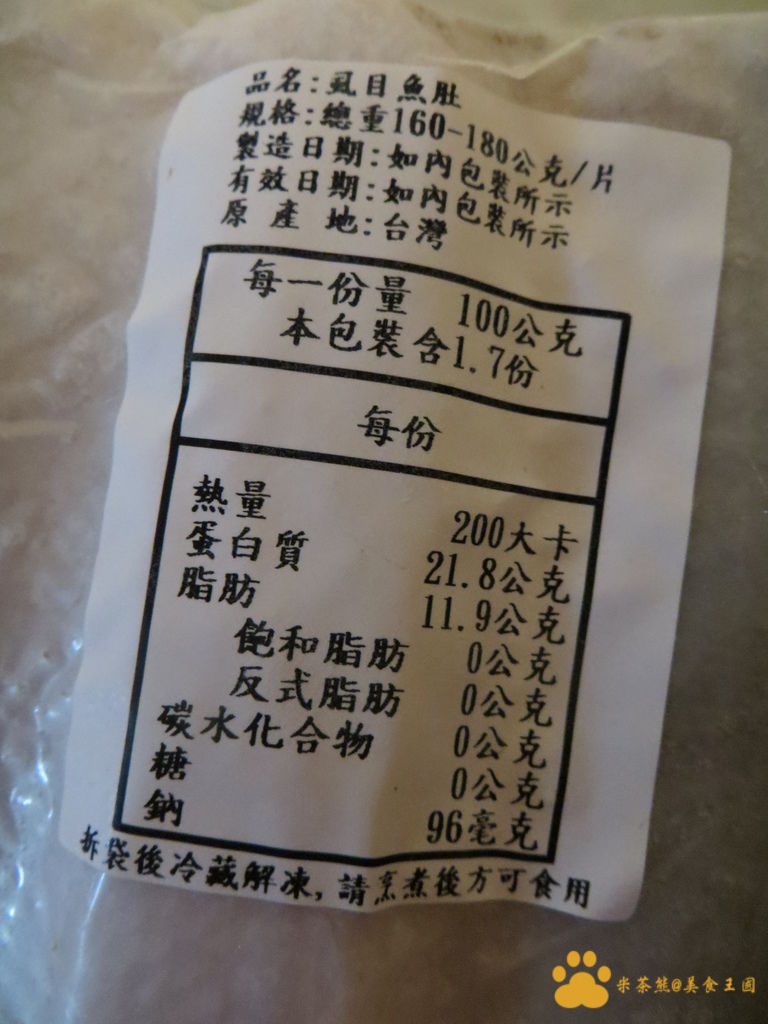 品名:虱目魚肚
規格:總重160-180公克/片
製造日期:如內包裝所示
有效日期:如內包裝所示
原產地:台灣
每一份量 100公克
本包裝含1.7份
每份
熱量 200大卡
蛋白質 21.8公克
脂肪 11.9公克
飽和脂肪 0公克
反式脂肪 0公克
碳水化合物 0公克
糖 0公克
鈉 96毫克
拆袋後冷藏解凍,請烹煮後方可食用
米茶熊@美食王國